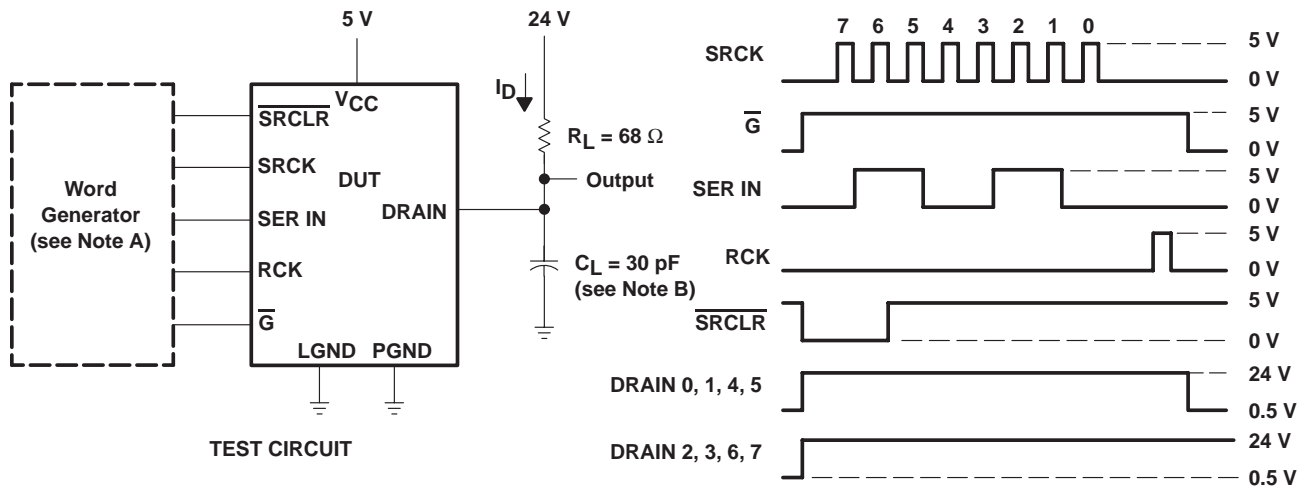 5 V
24 V
7 6 5 4 3 2 1 0
SRCK
5 V
0 V
I_D
V_CC
SRCLR
G
5 V
0 V
R_L = 68 Ω
SRCK
DUT
Output
SER IN
5 V
0 V
Word
Generator
(see Note A)
SER IN
DRAIN
RCK
5 V
0 V
RCK
C_L = 30 pF
(see Note B)
SRCLR
5 V
0 V
G
LGND PGND
DRAIN 0, 1, 4, 5
24 V
0.5 V
TEST CIRCUIT
DRAIN 2, 3, 6, 7
24 V
0.5 V